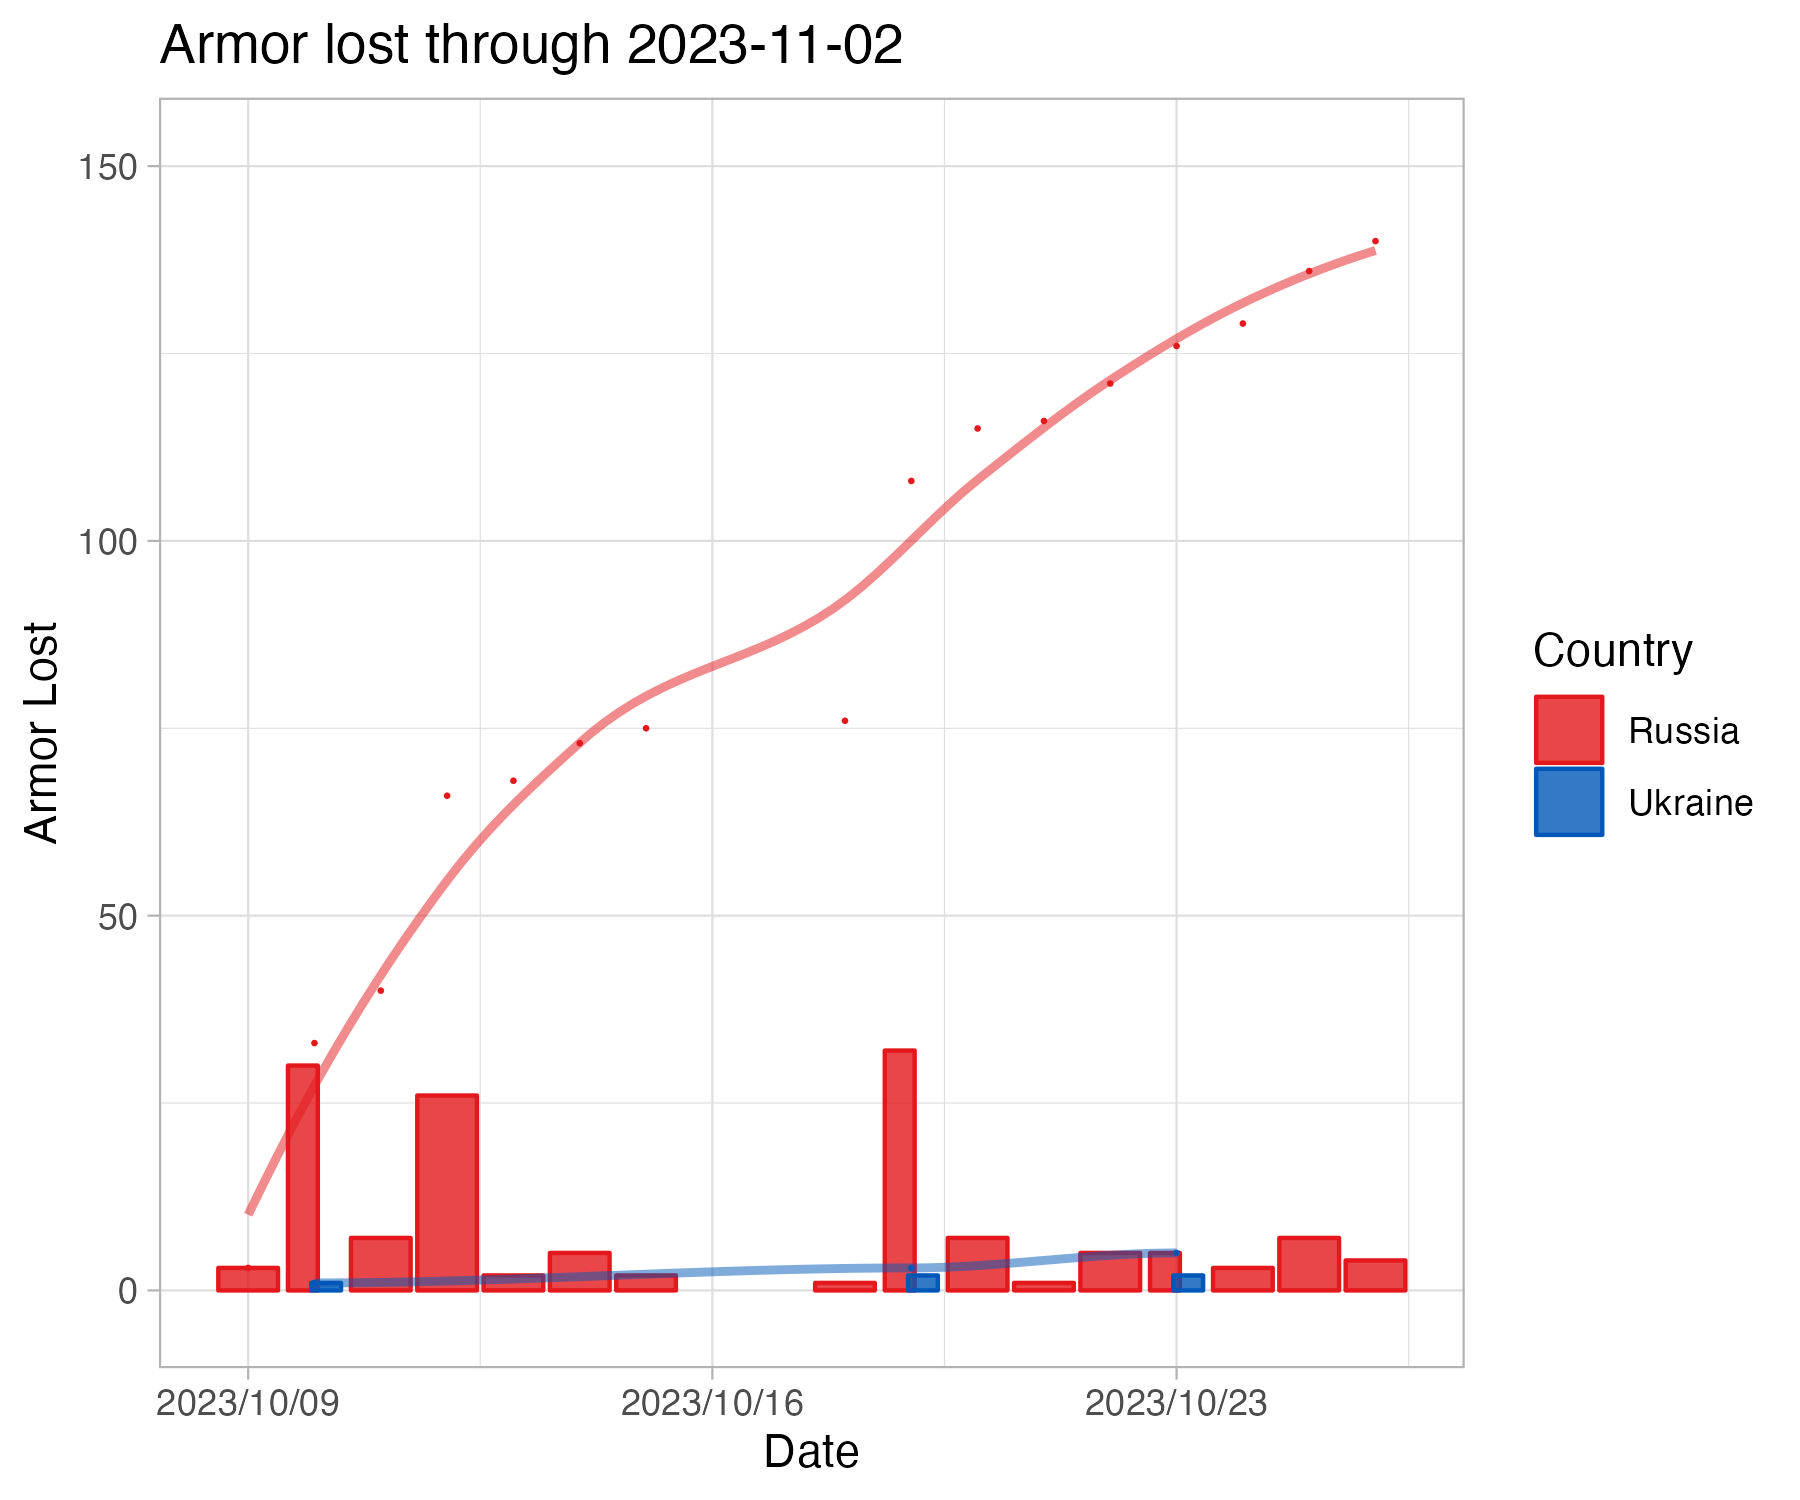 Armor lost through 2023-11-02
150
100
50
0
Armor Lost
2023/10/09
2023/10/16
2023/10/23
Date
Country
Russia
Ukraine